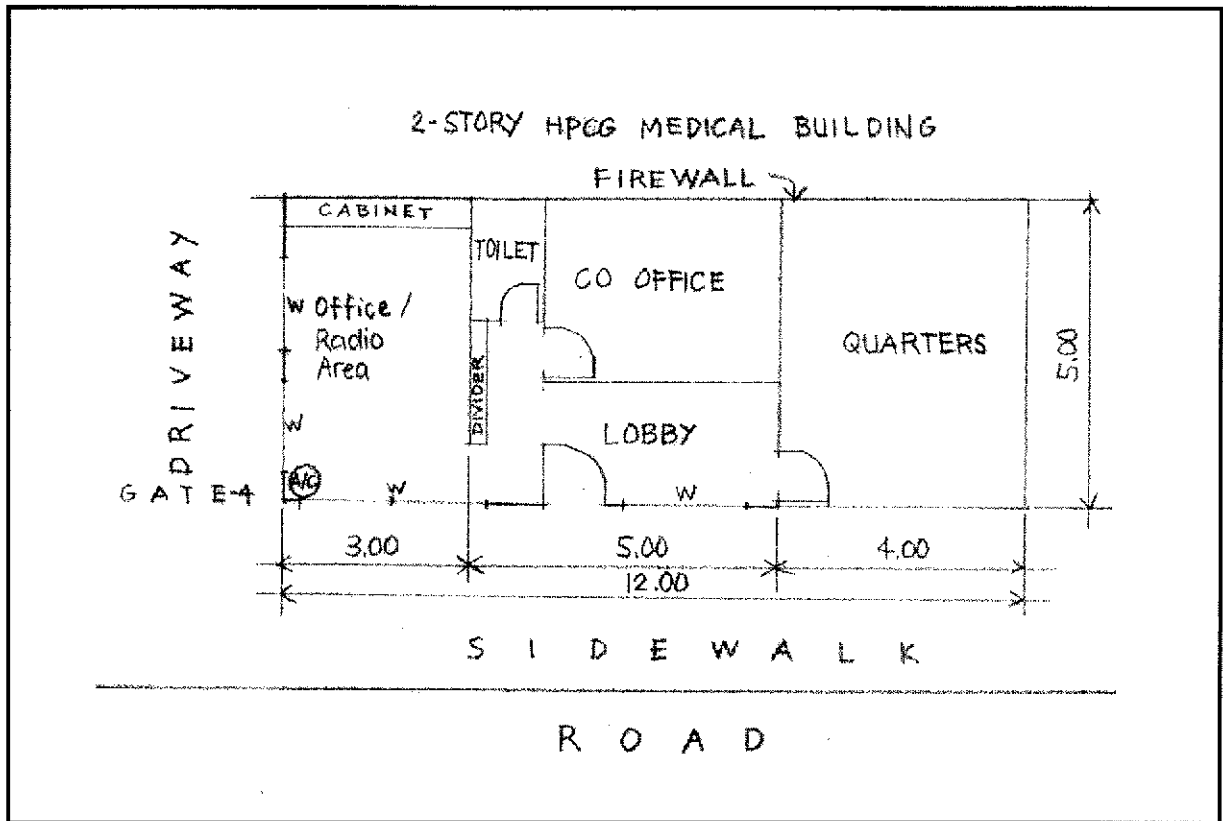 2-STORY HPCG MEDICAL BUILDING
FIREWALL
CABINET
TOILET
CO OFFICE
QUARTERS
DRIVEWAY
W Office /
Radio
Area
DIVIDER
LOBBY
W
A/C
W
W
GATE-4
5.00
3.00 5.00 4.00
12.00
SIDEWALK
ROAD